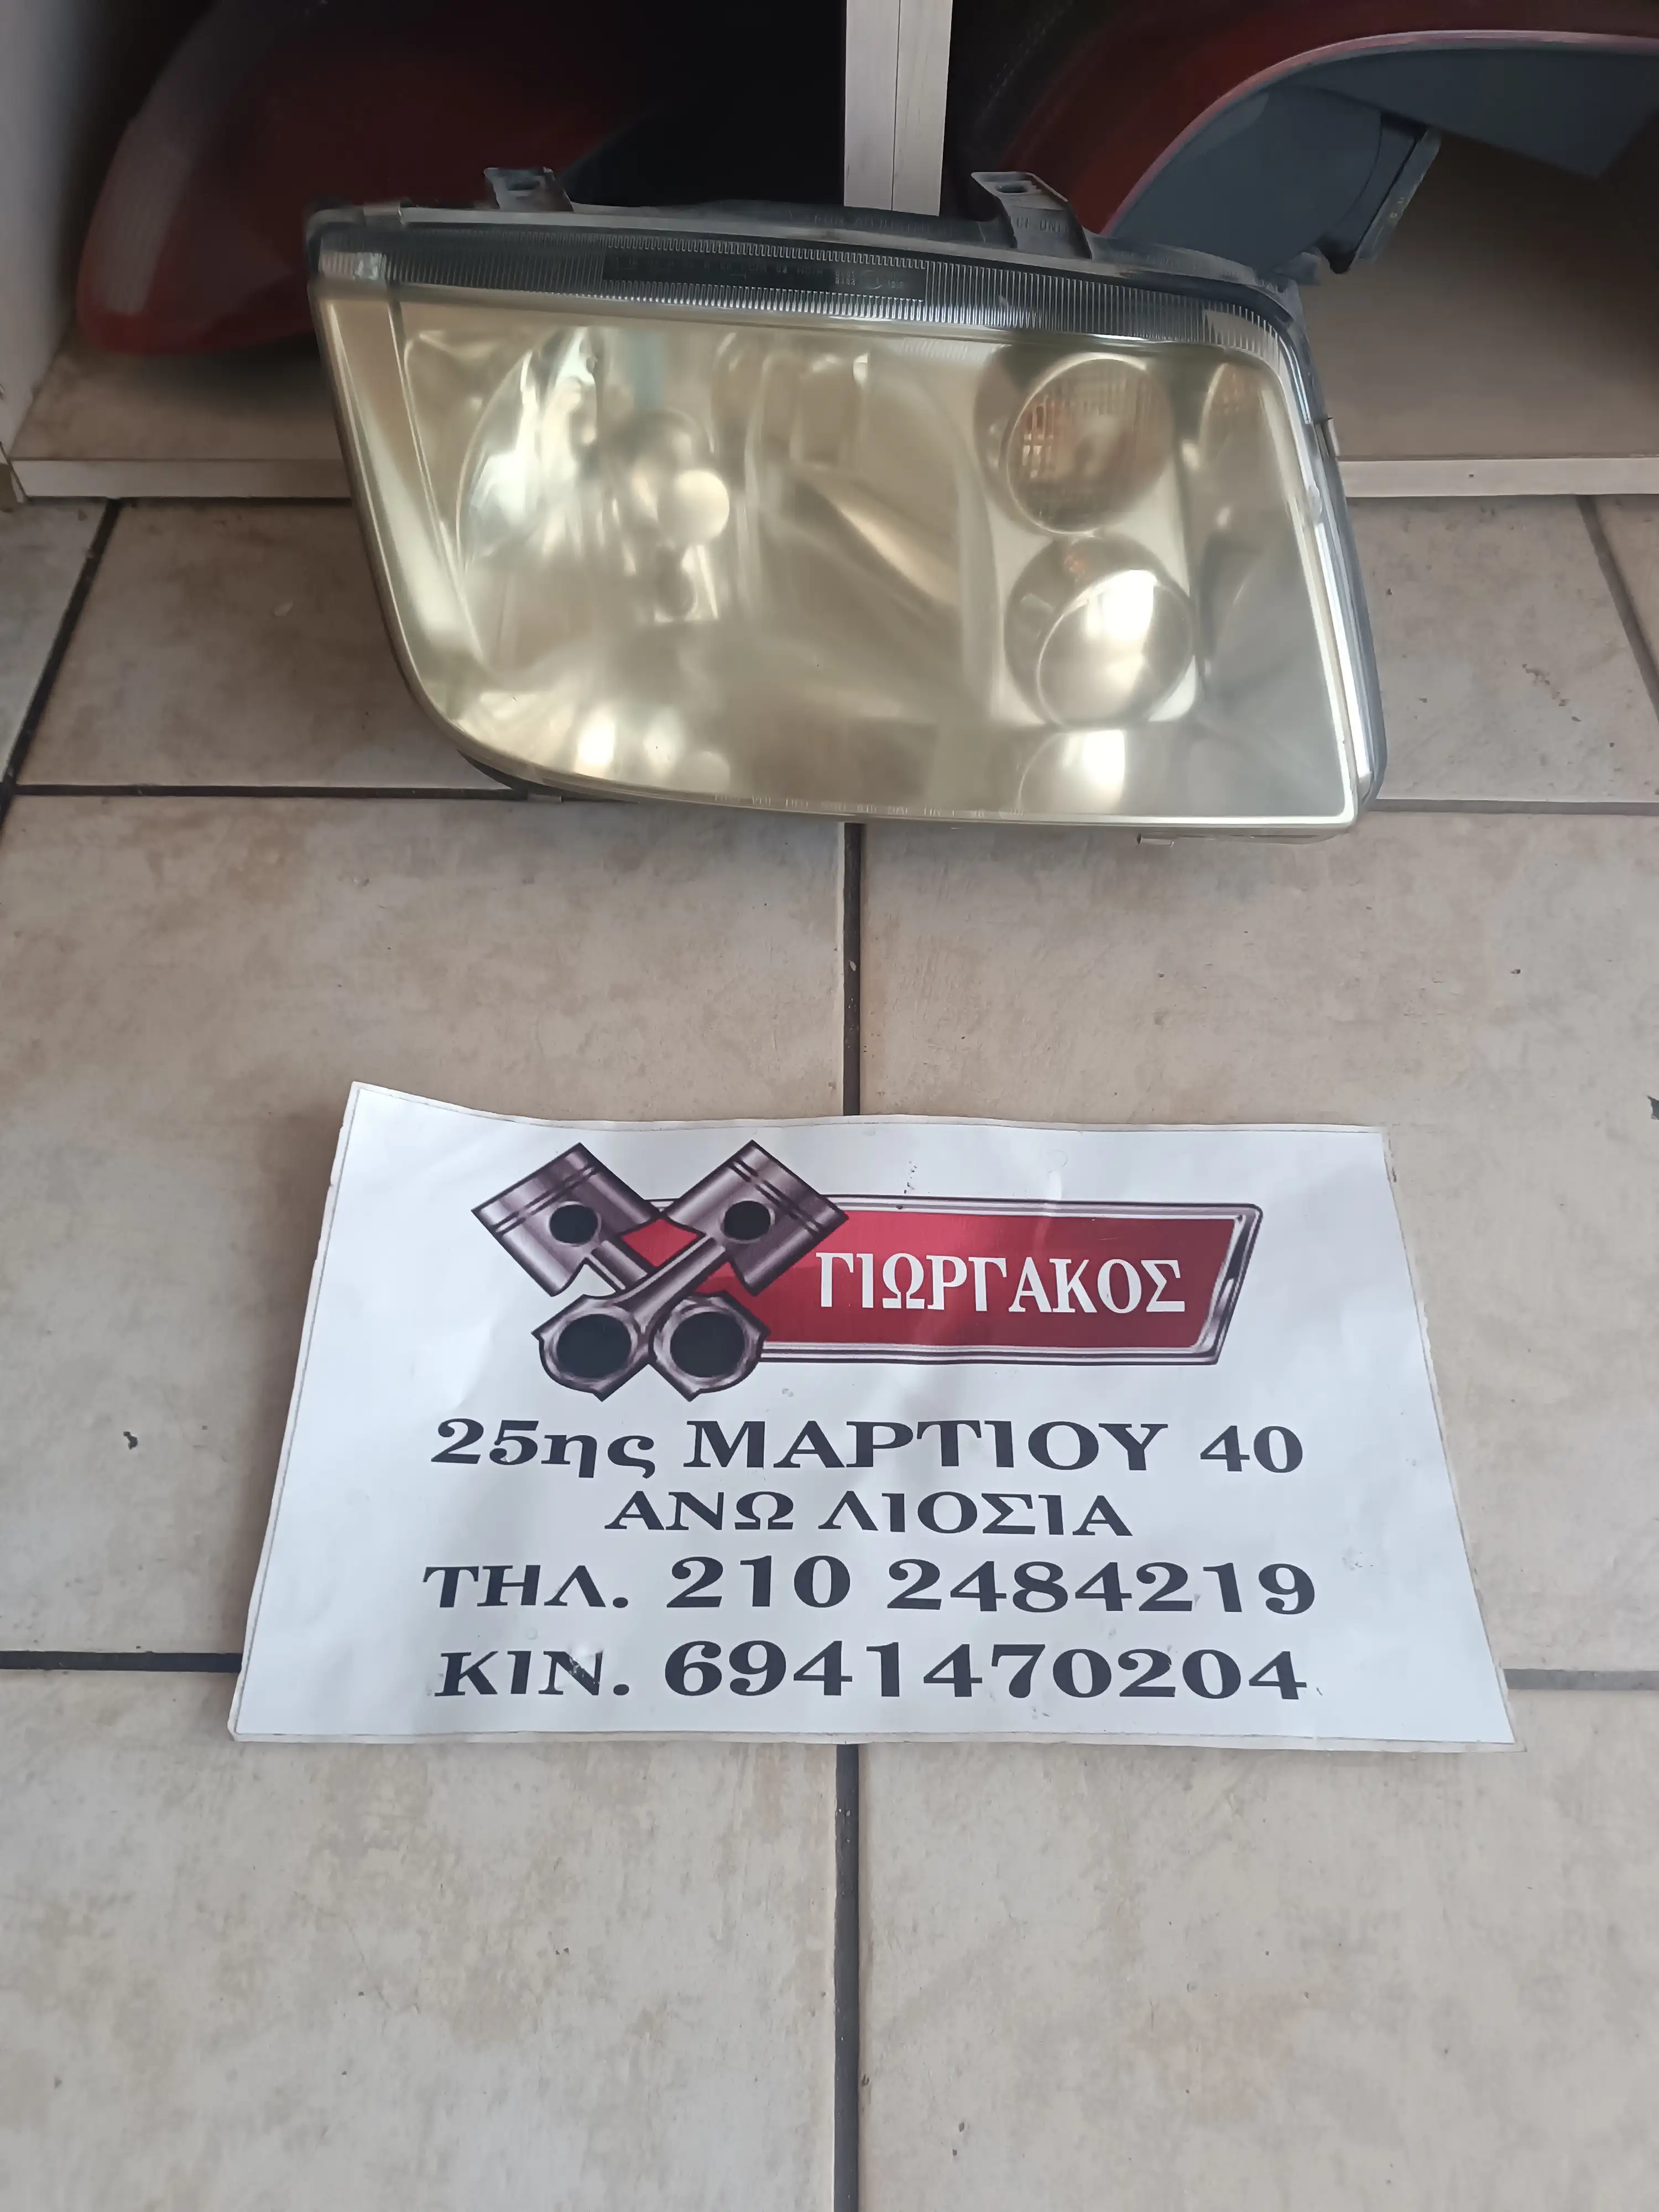 ΓΙΩΡΓΑΚΟΣ
25ης ΜΑΡΤΙΟΥ 40
ΑΝΩ ΛΙΟΣΙΑ
ΤΗΛ. 210 2484219
ΚΙΝ. 6941470204